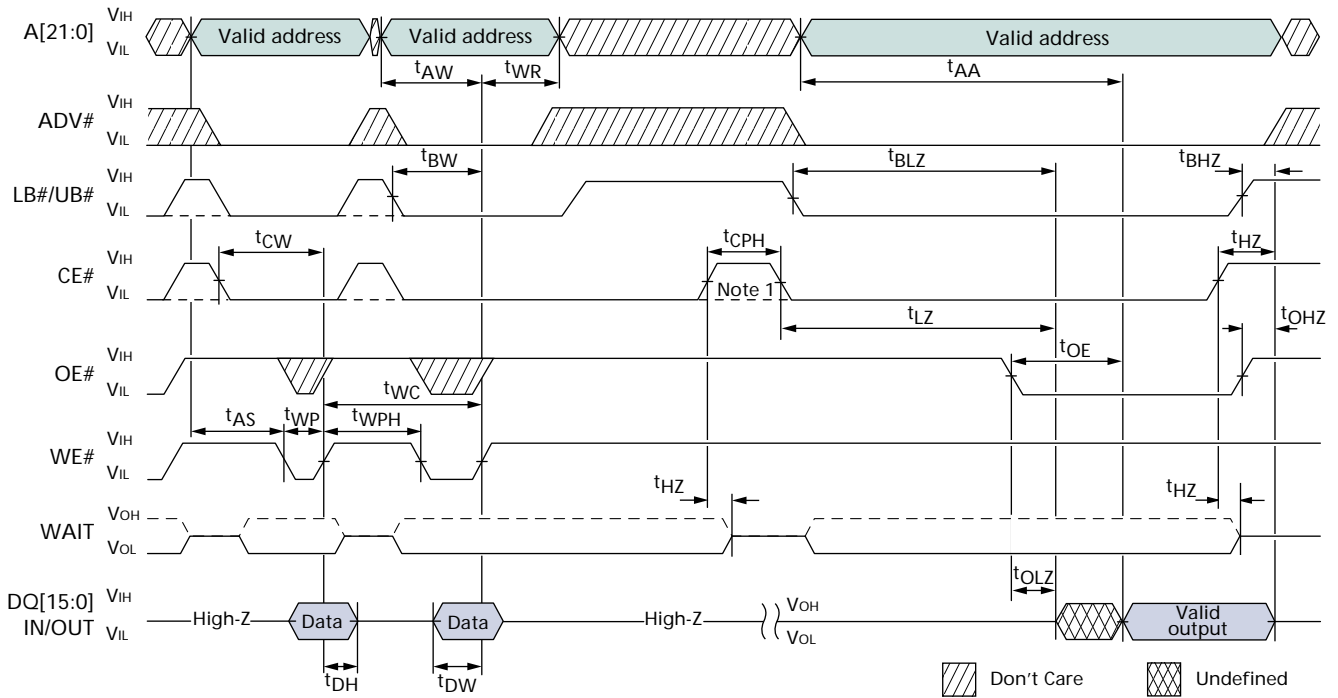 A[21:0] VIH
VIL
Valid address Valid address Valid address
tAW tWR tAA
ADV# VIH
VIL
tBW tBLZ tBHZ
LB#/UB# VIH
VIL
tCW tCPH tHZ
CE# VIH
VIL
Note 1
tLZ tOHZ
OE# VIH
VIL
tOE
tWC
tAS tWP tWPH
WE# VIH
VIL
tHZ tHZ
WAIT VOH
VOL
tOLZ
DQ[15:0] VIH
IN/OUT VIL
High-Z Data Data High-Z VOH
VOL
Valid
output
tDH tDW
Don't Care Undefined